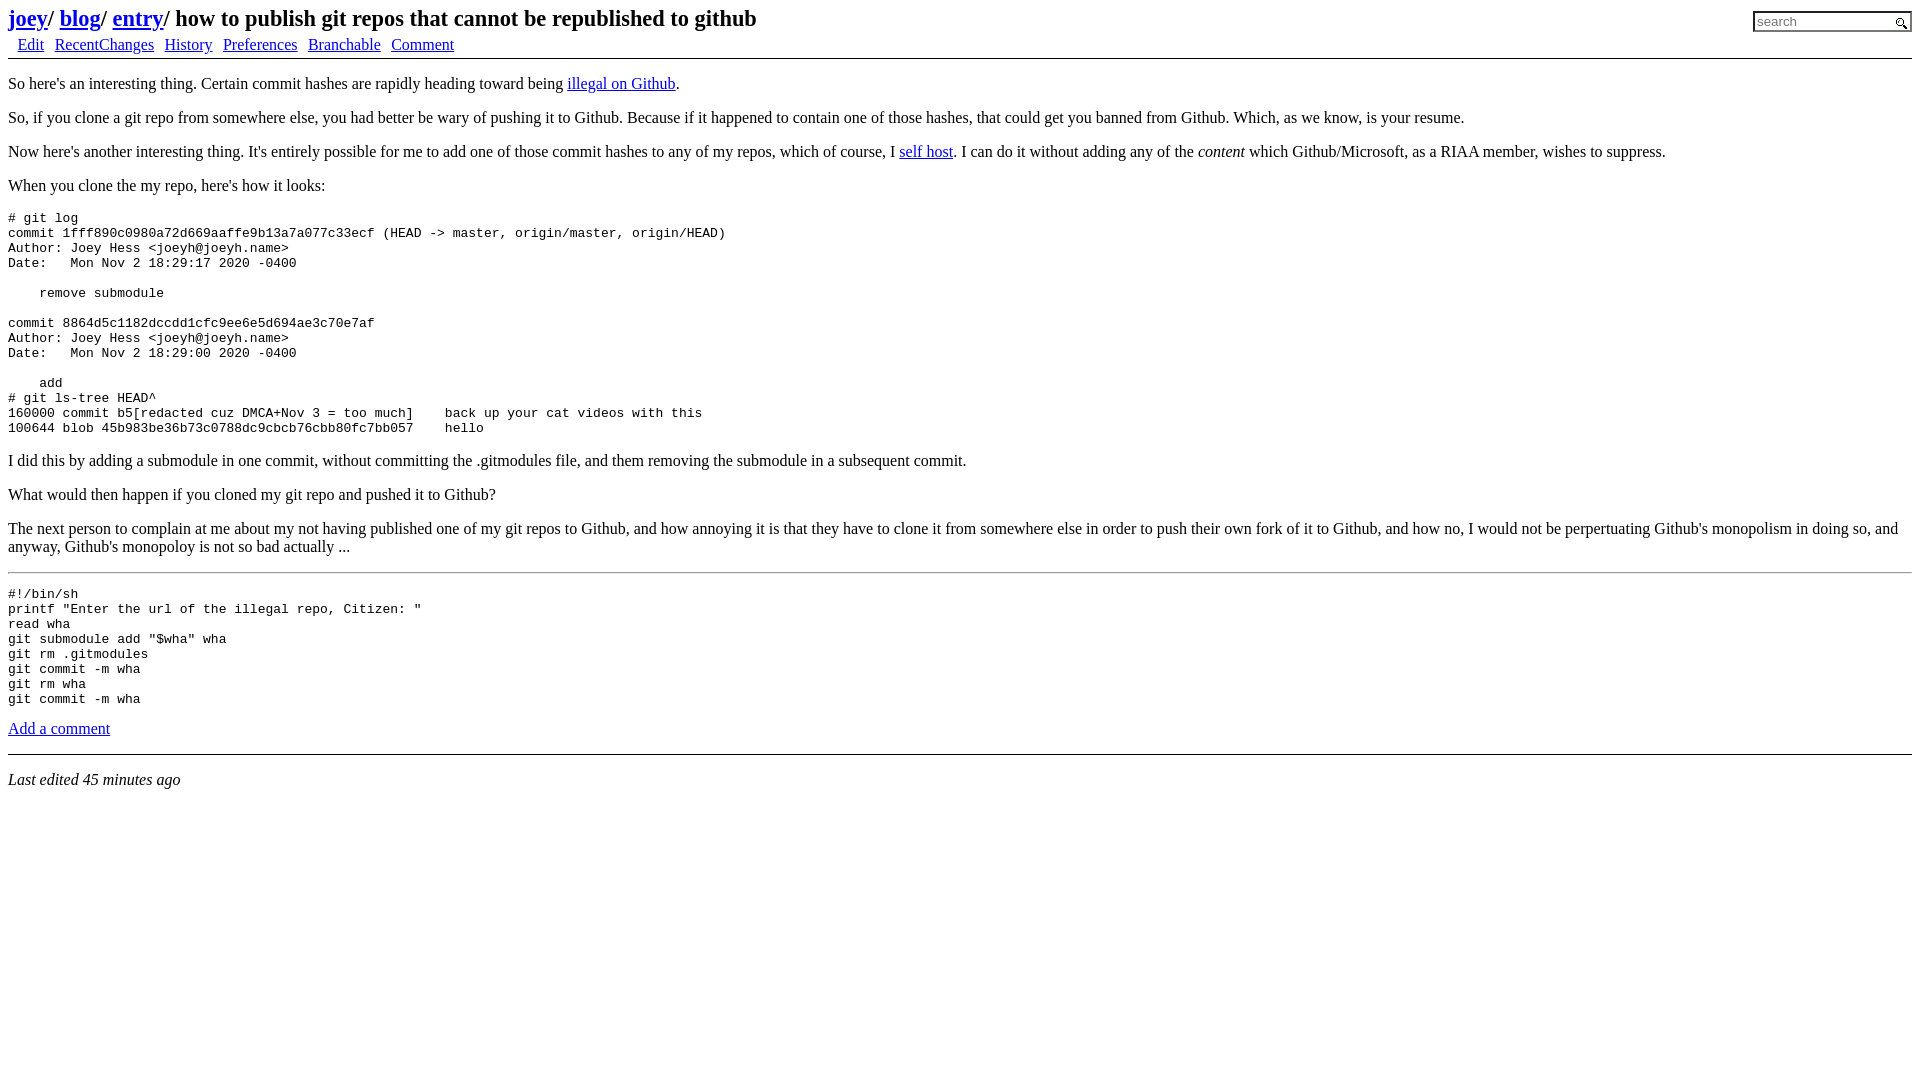 joey/ blog/ entry/ how to publish git repos that cannot be republished to github
search
Edit RecentChanges History Preferences Branchable Comment
So here's an interesting thing. Certain commit hashes are rapidly heading toward being illegal on Github.
So, if you clone a git repo from somewhere else, you had better be wary of pushing it to Github. Because if it happened to contain one of those hashes, that could get you banned from Github. Which, as we know, is your resume.
Now here's another interesting thing. It's entirely possible for me to add one of those commit hashes to any of my repos, which of course, I self host. I can do it without adding any of the content which Github/Microsoft, as a RIAA member, wishes to suppress.
When you clone the my repo, here's how it looks:
# git log
commit 1fff890c0980a72d669aaffe9b13a7a077c33ecf (HEAD -> master, origin/master, origin/HEAD)
Author: Joey Hess <joeyh@joeyh.name>
Date:   Mon Nov 2 18:29:17 2020 -0400
    remove submodule
commit 8864d5c1182dccdd1cfc9ee6e5d694ae3c70e7af
Author: Joey Hess <joeyh@joeyh.name>
Date:   Mon Nov 2 18:29:00 2020 -0400
    add
# git ls-tree HEAD^
160000 commit b5[redacted cuz DMCA+Nov 3 = too much]    back up your cat videos with this
100644 blob 45b983be36b73c0788dc9cbcb76cbb80fc7bb057    hello
I did this by adding a submodule in one commit, without committing the .gitmodules file, and them removing the submodule in a subsequent commit.
What would then happen if you cloned my git repo and pushed it to Github?
The next person to complain at me about my not having published one of my git repos to Github, and how annoying it is that they have to clone it from somewhere else in order to push their own fork of it to Github, and how no, I would not be perpertuating Github's monopolism in doing so, and
anyway, Github's monopoloy is not so bad actually ...
#!/bin/sh
printf "Enter the url of the illegal repo, Citizen: "
read wha
git submodule add "$wha" wha
git rm .gitmodules
git commit -m wha
git rm wha
git commit -m wha
Add a comment
Last edited 45 minutes ago